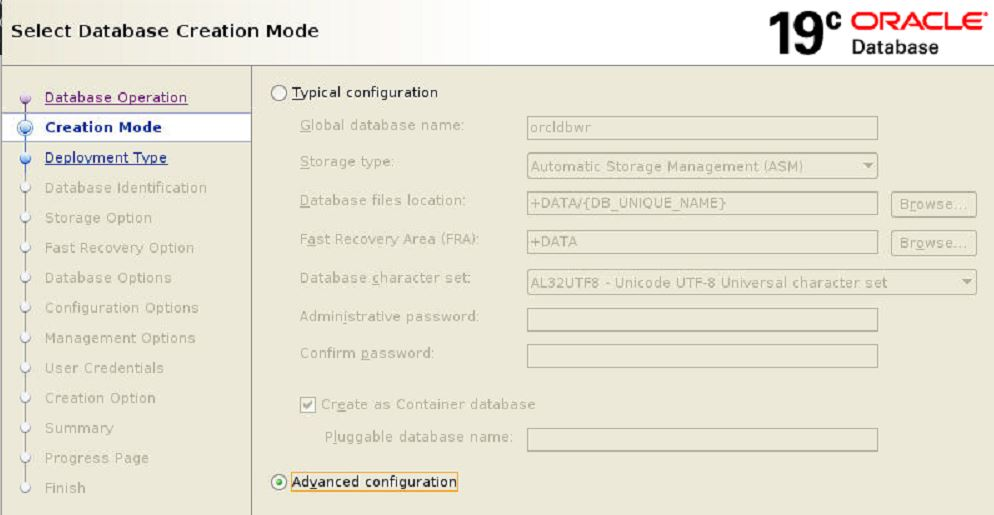 Select Database Creation Mode
19c ORACLE
Database
Database Operation
Creation Mode
Deployment Type
Database Identification
Storage Option
Fast Recovery Option
Database Options
Configuration Options
Management Options
User Credentials
Creation Option
Summary
Progress Page
Finish
Typical configuration
Global database name: orcldbwr
Storage type: Automatic Storage Management (ASM)
Database files location: +DATA/{DB_UNIQUE_NAME} Browse...
Fast Recovery Area (FRA): +DATA Browse...
Database character set: AL32UTF8 - Unicode UTF-8 Universal character set
Administrative password:
Confirm password:
Create as Container database
Pluggable database name:
Advanced configuration